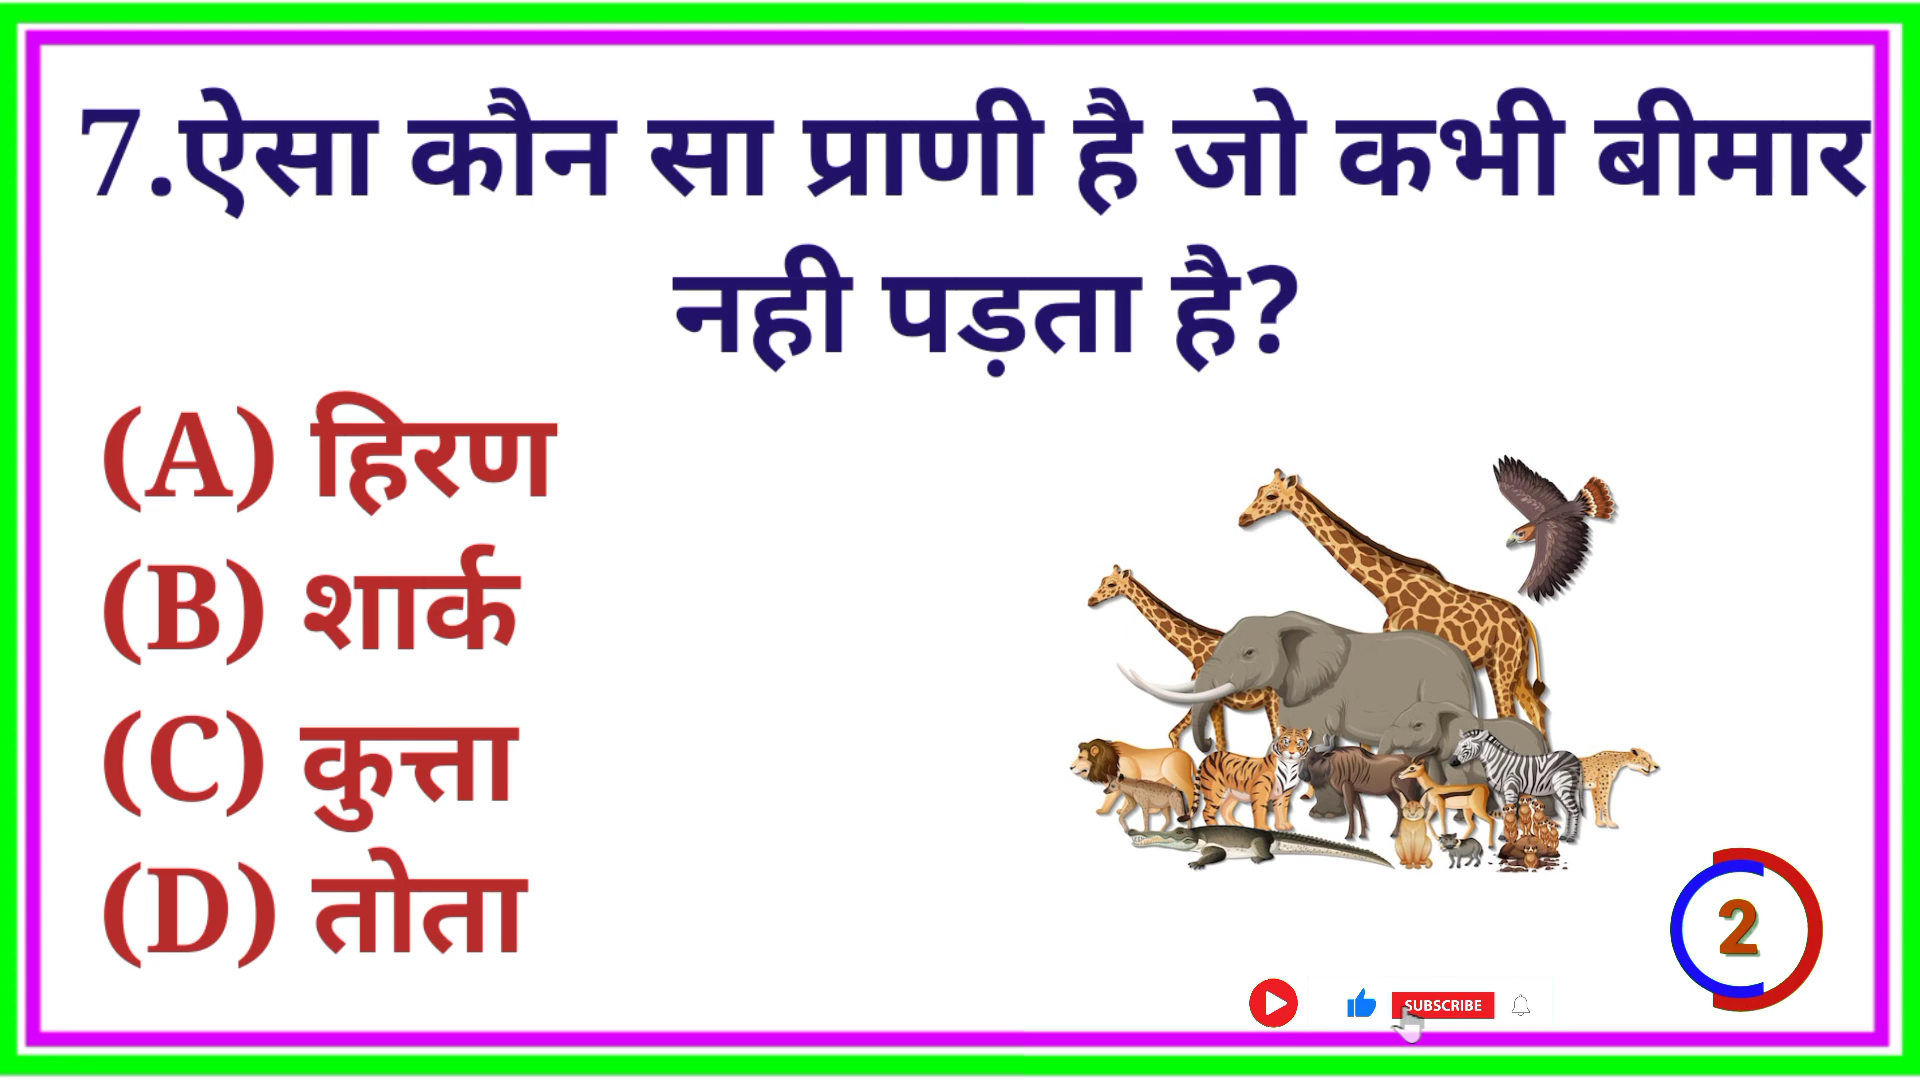 7.ऐसा कौन सा प्राणी है जो कभी बीमार
नही पड़ता है?
(A) हिरण
(B) शार्क
(C) कुत्ता
(D) तोता
2
SUBSCRIBE